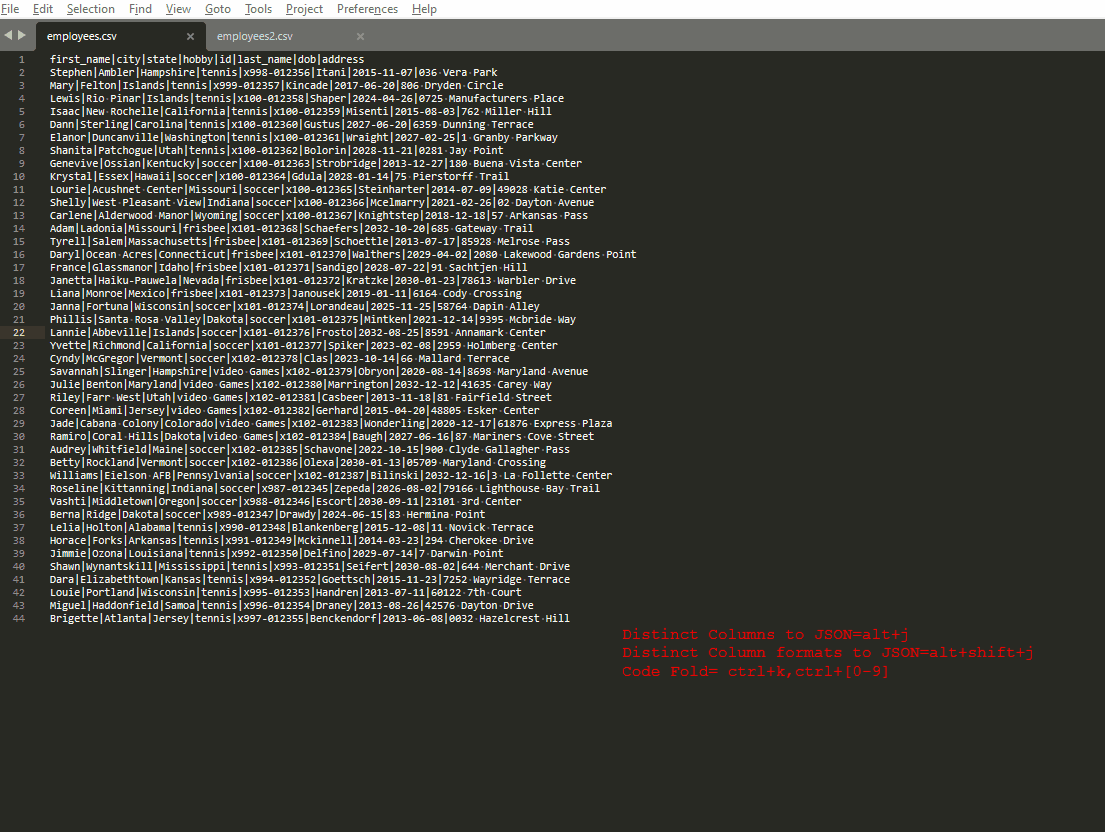 File Edit Selection Find View Goto Tools Project Preferences Help
employees.csv × employees2.csv ×
1 first_name|city|state|hobby|id|last_name|dob|address
2 Stephen|Ambler|Hampshire|tennis|x998-012356|Itani|2015-11-07|036 Vera Park
3 Mary|Felton|Islands|tennis|x999-012357|Kincade|2017-06-20|806 Dryden Circle
4 Lewis|Rio Pinar|Islands|tennis|x100-012358|Shaper|2024-04-26|0725 Manufacturers Place
5 Isaac|New Rochelle|California|tennis|x100-012359|Misenti|2015-08-03|762 Miller Hill
6 Dann|Sterling|Carolina|tennis|x100-012360|Gustus|2027-06-20|6359 Dunning Terrace
7 Elanor|Duncanville|Washington|tennis|x100-012361|Wraight|2027-02-25|1 Granby Parkway
8 Shanita|Patchogue|Utah|tennis|x100-012362|Bolorin|2028-11-21|0281 Jay Point
9 Genevive|Ossian|Kentucky|soccer|x100-012363|Strobridge|2013-12-27|180 Buena Vista Center
10 Krystal|Essex|Hawaii|soccer|x100-012364|Gdula|2028-01-14|75 Pierstorff Trail
11 Lourie|Acushnet Center|Missouri|soccer|x100-012365|Steinharter|2014-07-09|49028 Katie Center
12 Shelly|West Pleasant View|Indiana|soccer|x100-012366|Mcelmarry|2021-02-26|02 Dayton Avenue
13 Carlene|Alderwood Manor|Wyoming|soccer|x100-012367|Knightstep|2018-12-18|57 Arkansas Pass
14 Adam|Ladonia|Missouri|frisbee|x101-012368|Schaefers|2032-10-20|685 Gateway Trail
15 Tyrell|Salem|Massachusetts|frisbee|x101-012369|Schoettle|2013-07-17|85928 Melrose Pass
16 Daryl|Ocean Acres|Connecticut|frisbee|x101-012370|Walthers|2029-04-02|2080 Lakewood Gardens Point
17 France|Glassmanor|Idaho|frisbee|x101-012371|Sandigo|2028-07-22|91 Sachtjen Hill
18 Janetta|Haiku-Pauwela|Nevada|frisbee|x101-012372|Kratzke|2030-01-23|78613 Warbler Drive
19 Liana|Monroe|Mexico|frisbee|x101-012373|Janousek|2019-01-11|6164 Cody Crossing
20 Janna|Fortuna|Wisconsin|soccer|x101-012374|Lorandeau|2025-11-25|58764 Dapin Alley
21 Phillis|Santa Rosa Valley|Dakota|soccer|x101-012375|Mintken|2021-12-14|9395 Mcbride Way
22 Lannie|Abbeville|Islands|soccer|x101-012376|Frosto|2032-08-25|8591 Annamark Center
23 Yvette|Richmond|California|soccer|x101-012377|Spiker|2023-02-08|2959 Holmberg Center
24 Cyndy|McGregor|Vermont|soccer|x102-012378|Clas|2023-10-14|66 Mallard Terrace
25 Savannah|Slinger|Hampshire|video Games|x102-012379|Obryon|2020-08-14|8698 Maryland Avenue
26 Julie|Benton|Maryland|video Games|x102-012380|Marrington|2032-12-12|41635 Carey Way
27 Riley|Farr West|Utah|video Games|x102-012381|Casbeer|2013-11-18|81 Fairfield Street
28 Coreen|Miami|Jersey|video Games|x102-012382|Gerhard|2015-04-20|48805 Esker Center
29 Jade|Cabana Colony|Colorado|video Games|x102-012383|Wonderling|2020-12-17|61876 Express Plaza
30 Ramiro|Coral Hills|Dakota|video Games|x102-012384|Baugh|2027-06-16|87 Mariners Cove Street
31 Audrey|Whitfield|Maine|soccer|x102-012385|Schavone|2022-10-15|900 Clyde Gallagher Pass
32 Betty|Rockland|Vermont|soccer|x102-012386|Olexa|2030-01-13|05709 Maryland Crossing
33 Williams|Eielson AFB|Pennsylvania|soccer|x102-012387|Bilinski|2032-12-16|3 La Follette Center
34 Roseline|Kittanning|Indiana|soccer|x987-012345|Zepeda|2026-08-02|79166 Lighthouse Bay Trail
35 Vashti|Middletown|Oregon|soccer|x988-012346|Escort|2030-09-11|23101 3rd Center
36 Berna|Ridge|Dakota|soccer|x989-012347|Drawdy|2024-06-15|83 Hermina Point
37 Lelia|Holton|Alabama|tennis|x990-012348|Blankenberg|2015-12-08|11 Novick Terrace
38 Horace|Forks|Arkansas|tennis|x991-012349|Mckinnell|2014-03-23|294 Cherokee Drive
39 Jimmie|Ozona|Louisiana|tennis|x992-012350|Delfino|2029-07-14|7 Darwin Point
40 Shawn|Wynantskill|Mississippi|tennis|x993-012351|Seifert|2030-08-02|644 Merchant Drive
41 Dara|Elizabethtown|Kansas|tennis|x994-012352|Goettsch|2015-11-23|7252 Wayridge Terrace
42 Louie|Portland|Wisconsin|tennis|x995-012353|Handren|2013-07-11|60122 7th Court
43 Miguel|Haddonfield|Samoa|tennis|x996-012354|Draney|2013-08-26|42576 Dayton Drive
44 Brigette|Atlanta|Jersey|tennis|x997-012355|Benckendorf|2013-06-08|0032 Hazelcrest Hill
Distinct Columns to JSON=alt+j
Distinct Column formats to JSON=alt+shift+j
Code Fold= ctrl+k,ctrl+[0-9]